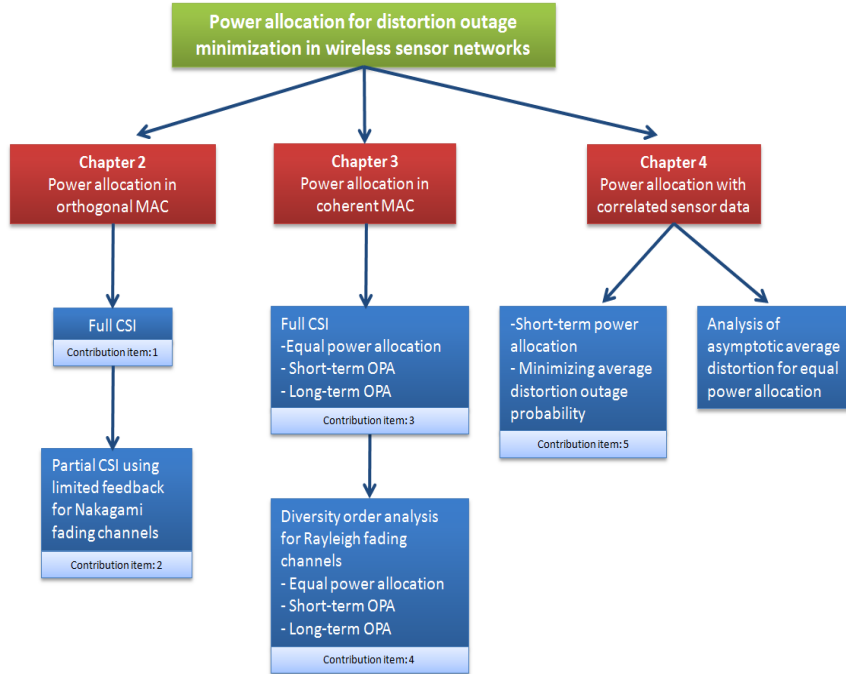 Power allocation for distortion outage
minimization in wireless sensor networks
Chapter 2
Power allocation in
orthogonal MAC
Chapter 3
Power allocation in
coherent MAC
Chapter 4
Power allocation with
correlated sensor data
Full CSI
Contribution item: 1
Full CSI
-Equal power allocation
- Short-term OPA
- Long-term OPA
Contribution item: 3
-Short-term power
allocation
- Minimizing average
distortion outage
probability
Contribution item: 5
Analysis of
asymptotic average
distortion for equal
power allocation
Partial CSI using
limited feedback
for Nakagami
fading channels
Contribution item: 2
Diversity order analysis
for Rayleigh fading
channels
- Equal power allocation
- Short-term OPA
- Long-term OPA
Contribution item: 4